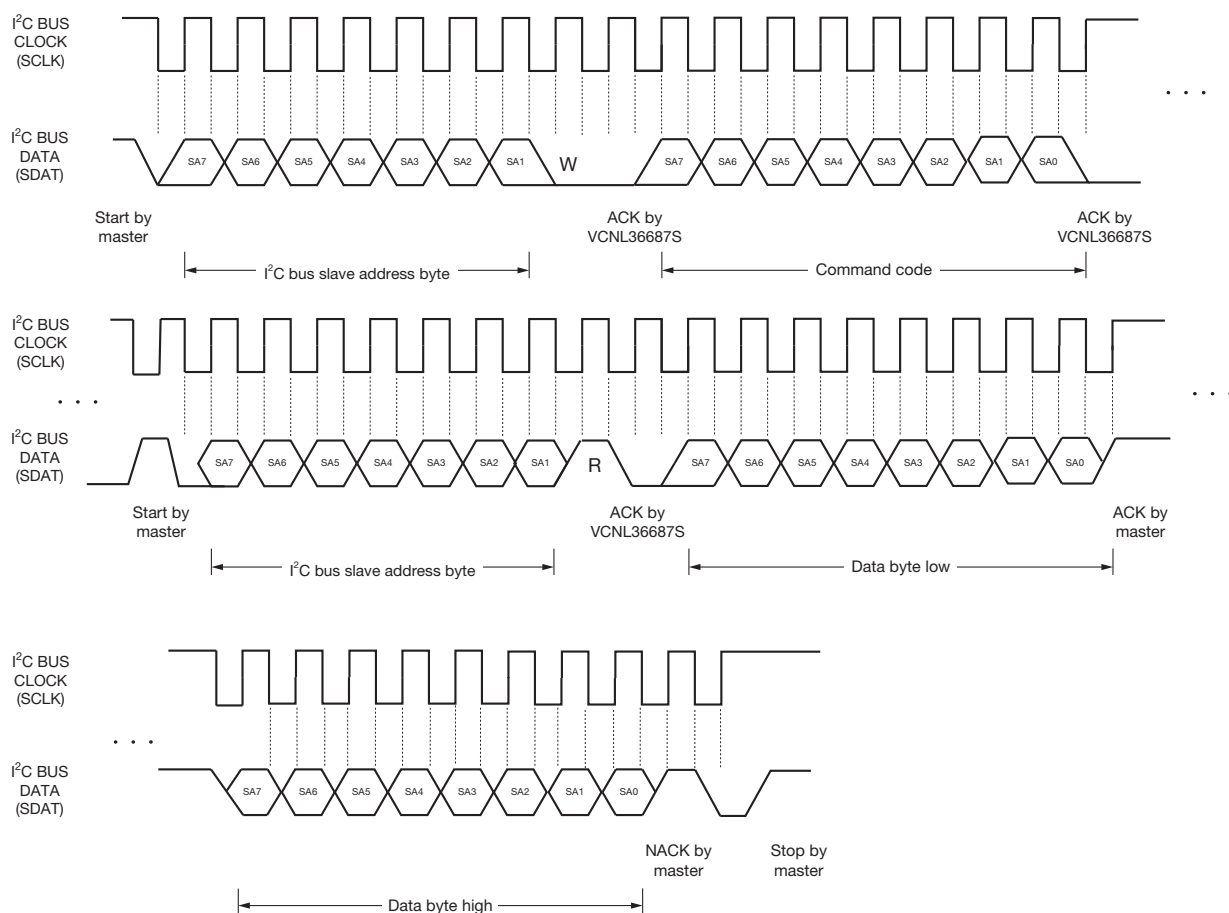 I²C BUS
CLOCK
(SCLK)
. . .
I²C BUS
DATA
(SDAT)
SA7 SA6 SA5 SA4 SA3 SA2 SA1 W SA7 SA6 SA5 SA4 SA3 SA2 SA1 SA0
Start by
master
ACK by
VCNL36687S
ACK by
VCNL36687S
I²C bus slave address byte
Command code
I²C BUS
CLOCK
(SCLK)
. . .
. . .
I²C BUS
DATA
(SDAT)
SA7 SA6 SA5 SA4 SA3 SA2 SA1 R SA7 SA6 SA5 SA4 SA3 SA2 SA1 SA0
Start by
master
ACK by
VCNL36687S
ACK by
master
I²C bus slave address byte
Data byte low
I²C BUS
CLOCK
(SCLK)
. . .
I²C BUS
DATA
(SDAT)
SA7 SA6 SA5 SA4 SA3 SA2 SA1 SA0
NACK by
master
Stop by
master
Data byte high